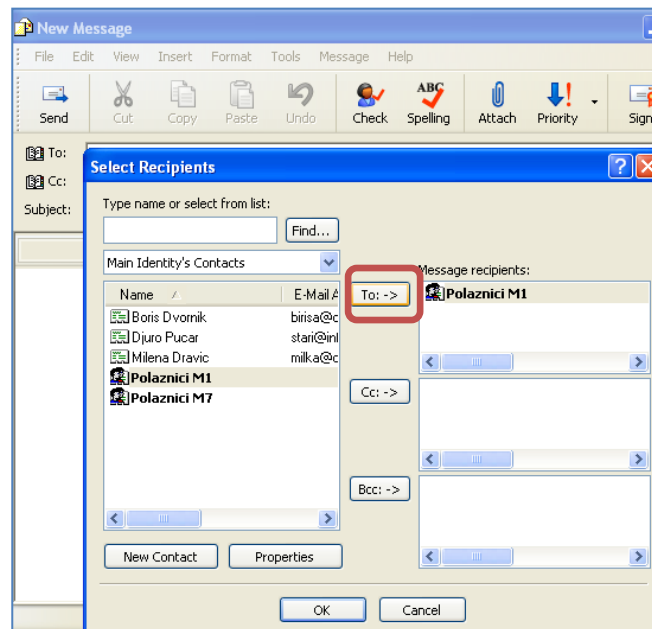 New Message
File Edit View Insert Format Tools Message Help
ABC
Send Cut Copy Paste Undo Check Spelling Attach Priority Sign
To:
Cc:
Subject:
Select Recipients
Type name or select from list:
Find...
Main Identity's Contacts
Message recipients:
Name E-Mail A
To: ->
Polaznici M1
Boris Dvornik birisa@c
Djuro Pucar stari@inl
Milena Dravic milka@c
Polaznici M1
Polaznici M7
Cc: ->
Bcc: ->
New Contact Properties
OK Cancel